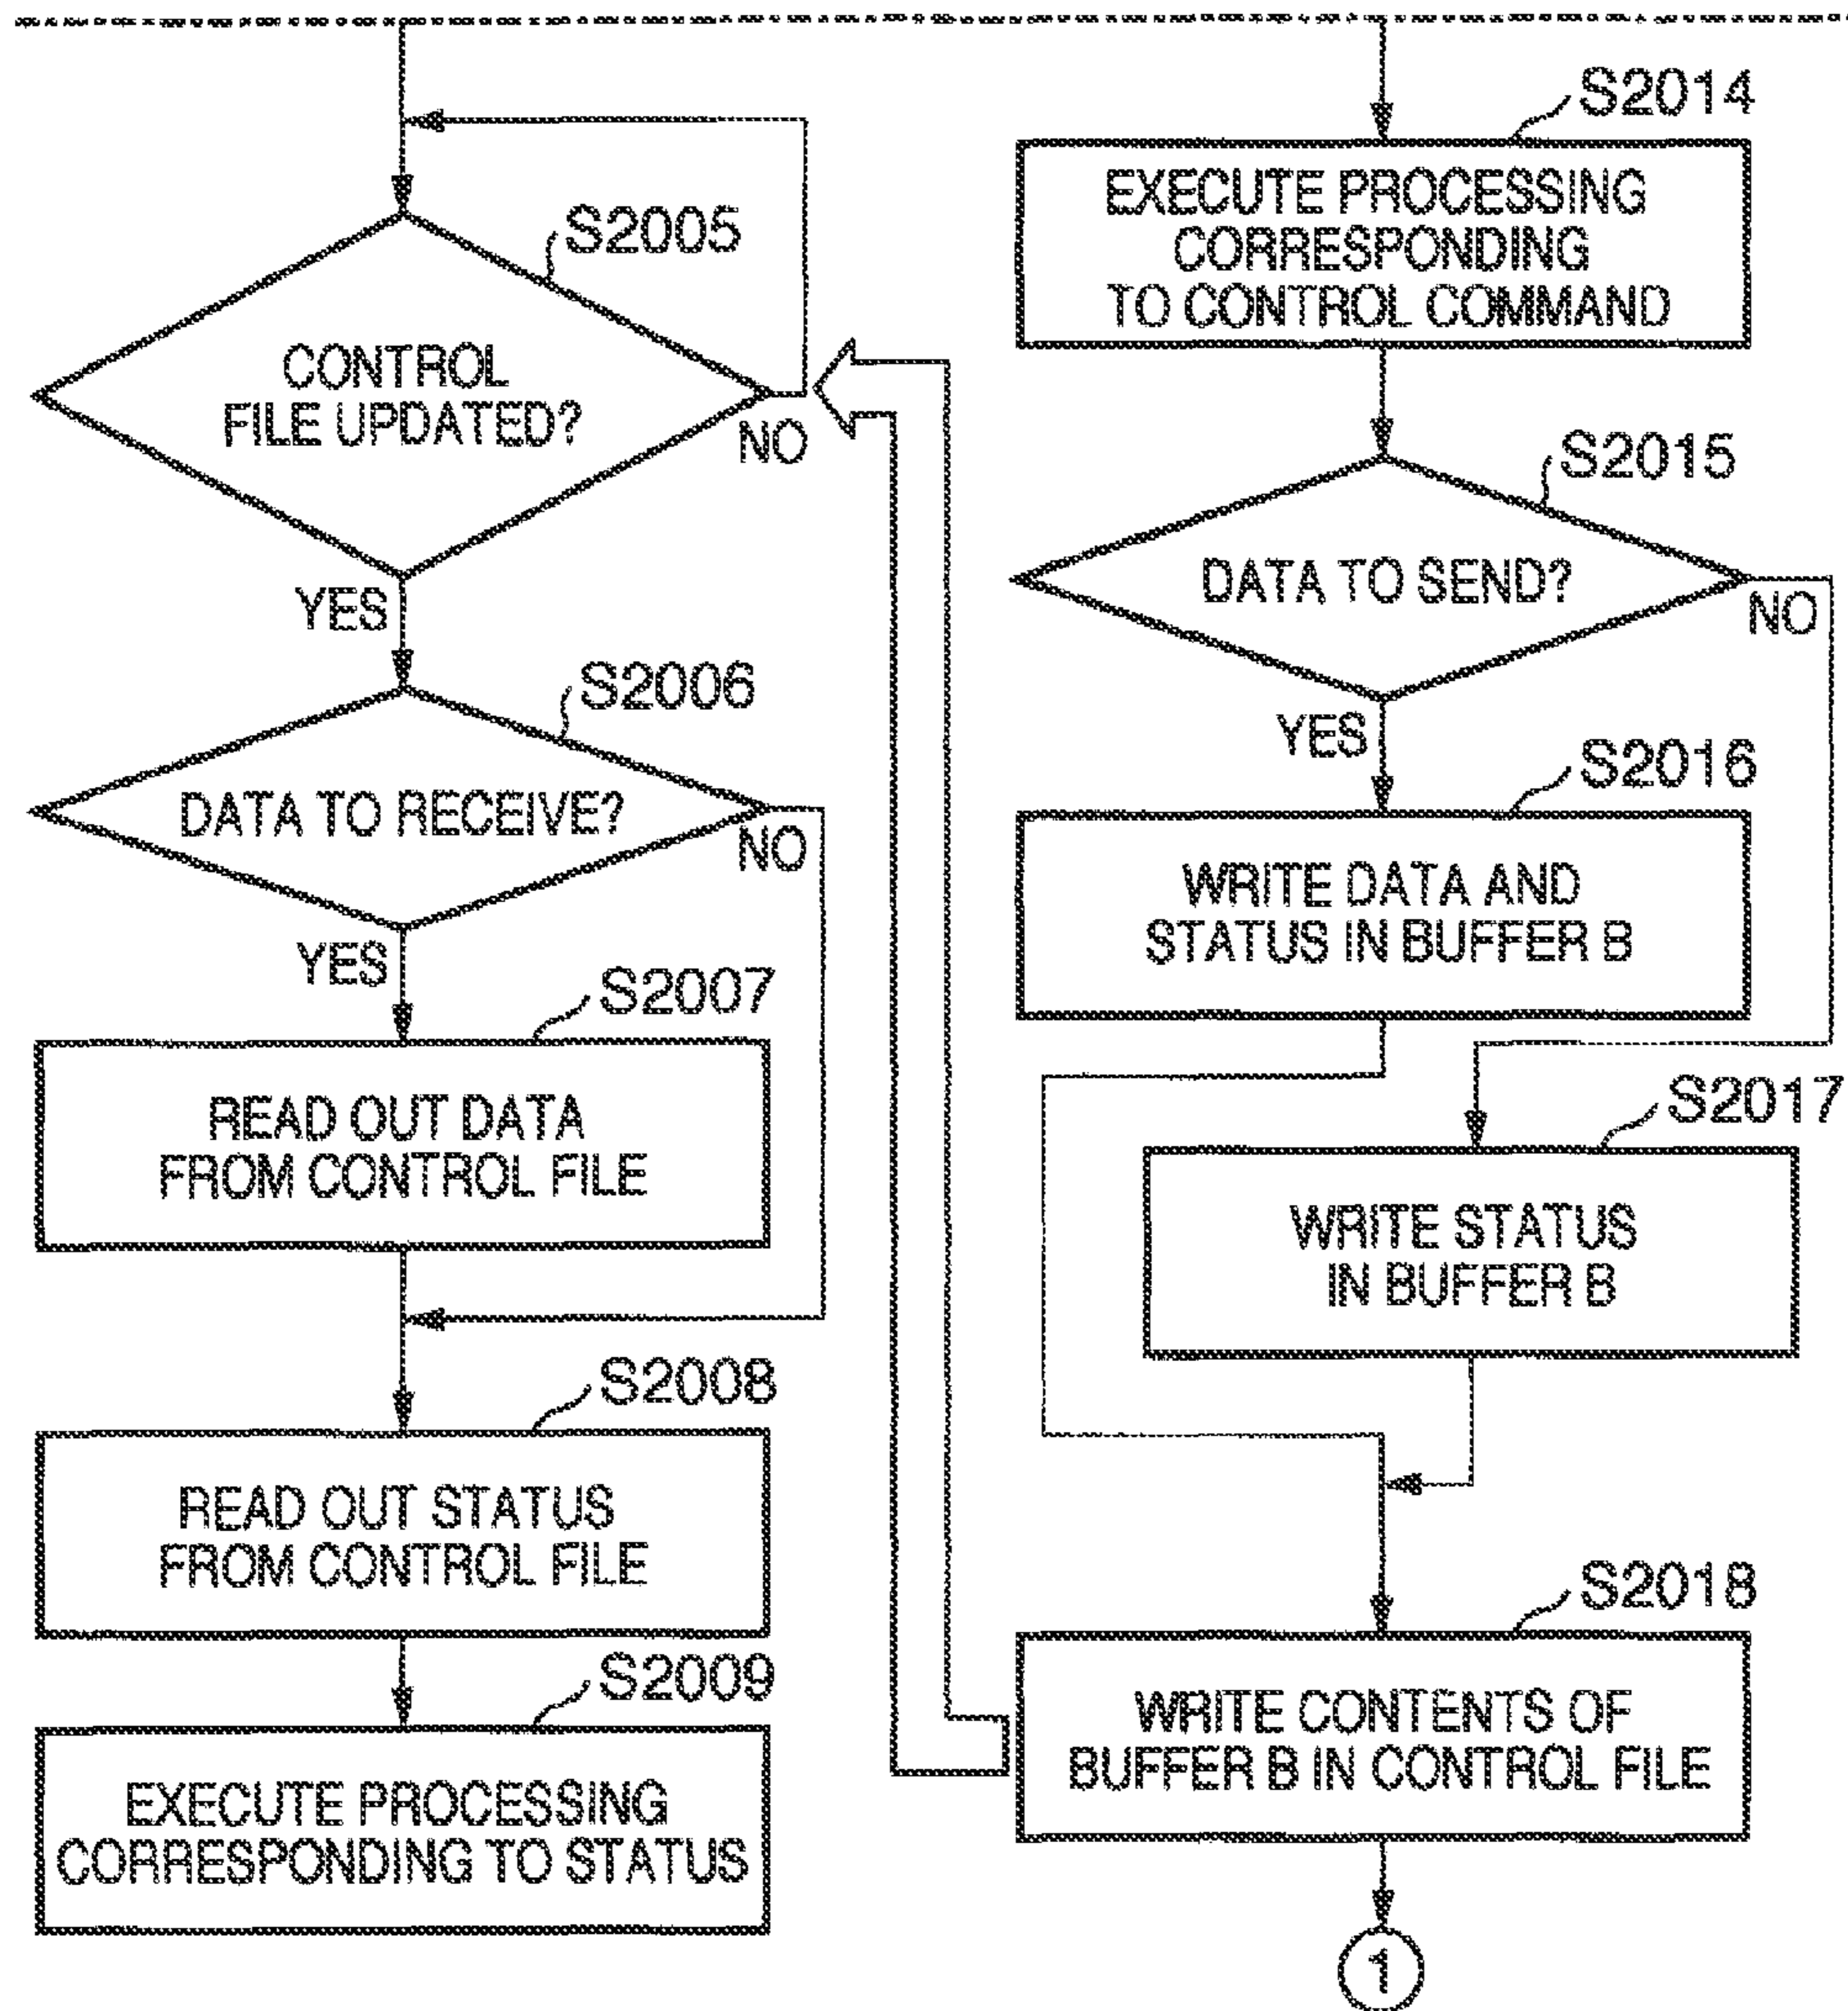 S2005
CONTROL
FILE UPDATED?
NO
YES
S2006
DATA TO RECEIVE?
NO
YES
S2007
READ OUT DATA
FROM CONTROL FILE
S2008
READ OUT STATUS
FROM CONTROL FILE
S2009
EXECUTE PROCESSING
CORRESPONDING TO STATUS
S2014
EXECUTE PROCESSING
CORRESPONDING
TO CONTROL COMMAND
S2015
DATA TO SEND?
NO
YES
S2016
WRITE DATA AND
STATUS IN BUFFER B
S2017
WRITE STATUS
IN BUFFER B
S2018
WRITE CONTENTS OF
BUFFER B IN CONTROL FILE
1